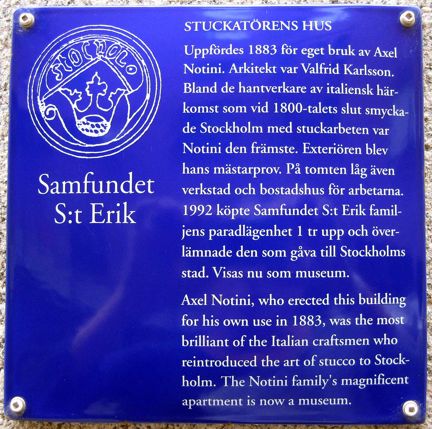 STOCHOLO
Samfundet
S:t Erik
STUCKATÖRENS HUS
Uppfördes 1883 för eget bruk av Axel
Notini. Arkitekt var Valfrid Karlsson.
Bland de hantverkare av italiensk här-
komst som vid 1800-talets slut smycka-
de Stockholm med stuckarbeten var
Notini den främste. Exteriören blev
hans mästarprov. På tomten låg även
verkstad och bostadshus för arbetarna.
1992 köpte Samfundet S:t Erik famil-
jens paradlägenhet 1 tr upp och över-
lämnade den som gåva till Stockholms
stad. Visas nu som museum.
Axel Notini, who erected this building
for his own use in 1883, was the most
brilliant of the Italian craftsmen who
reintroduced the art of stucco to Stock-
holm. The Notini family's magnificent
apartment is now a museum.